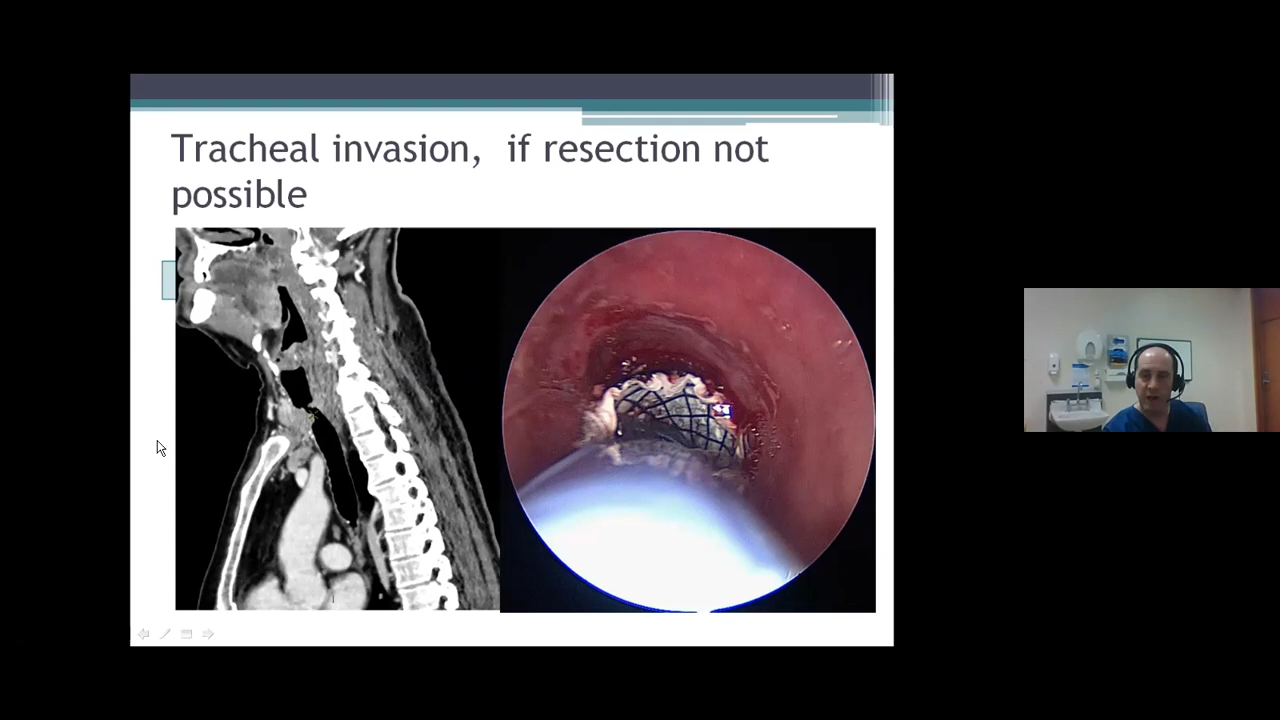 Tracheal invasion, if resection not
possible